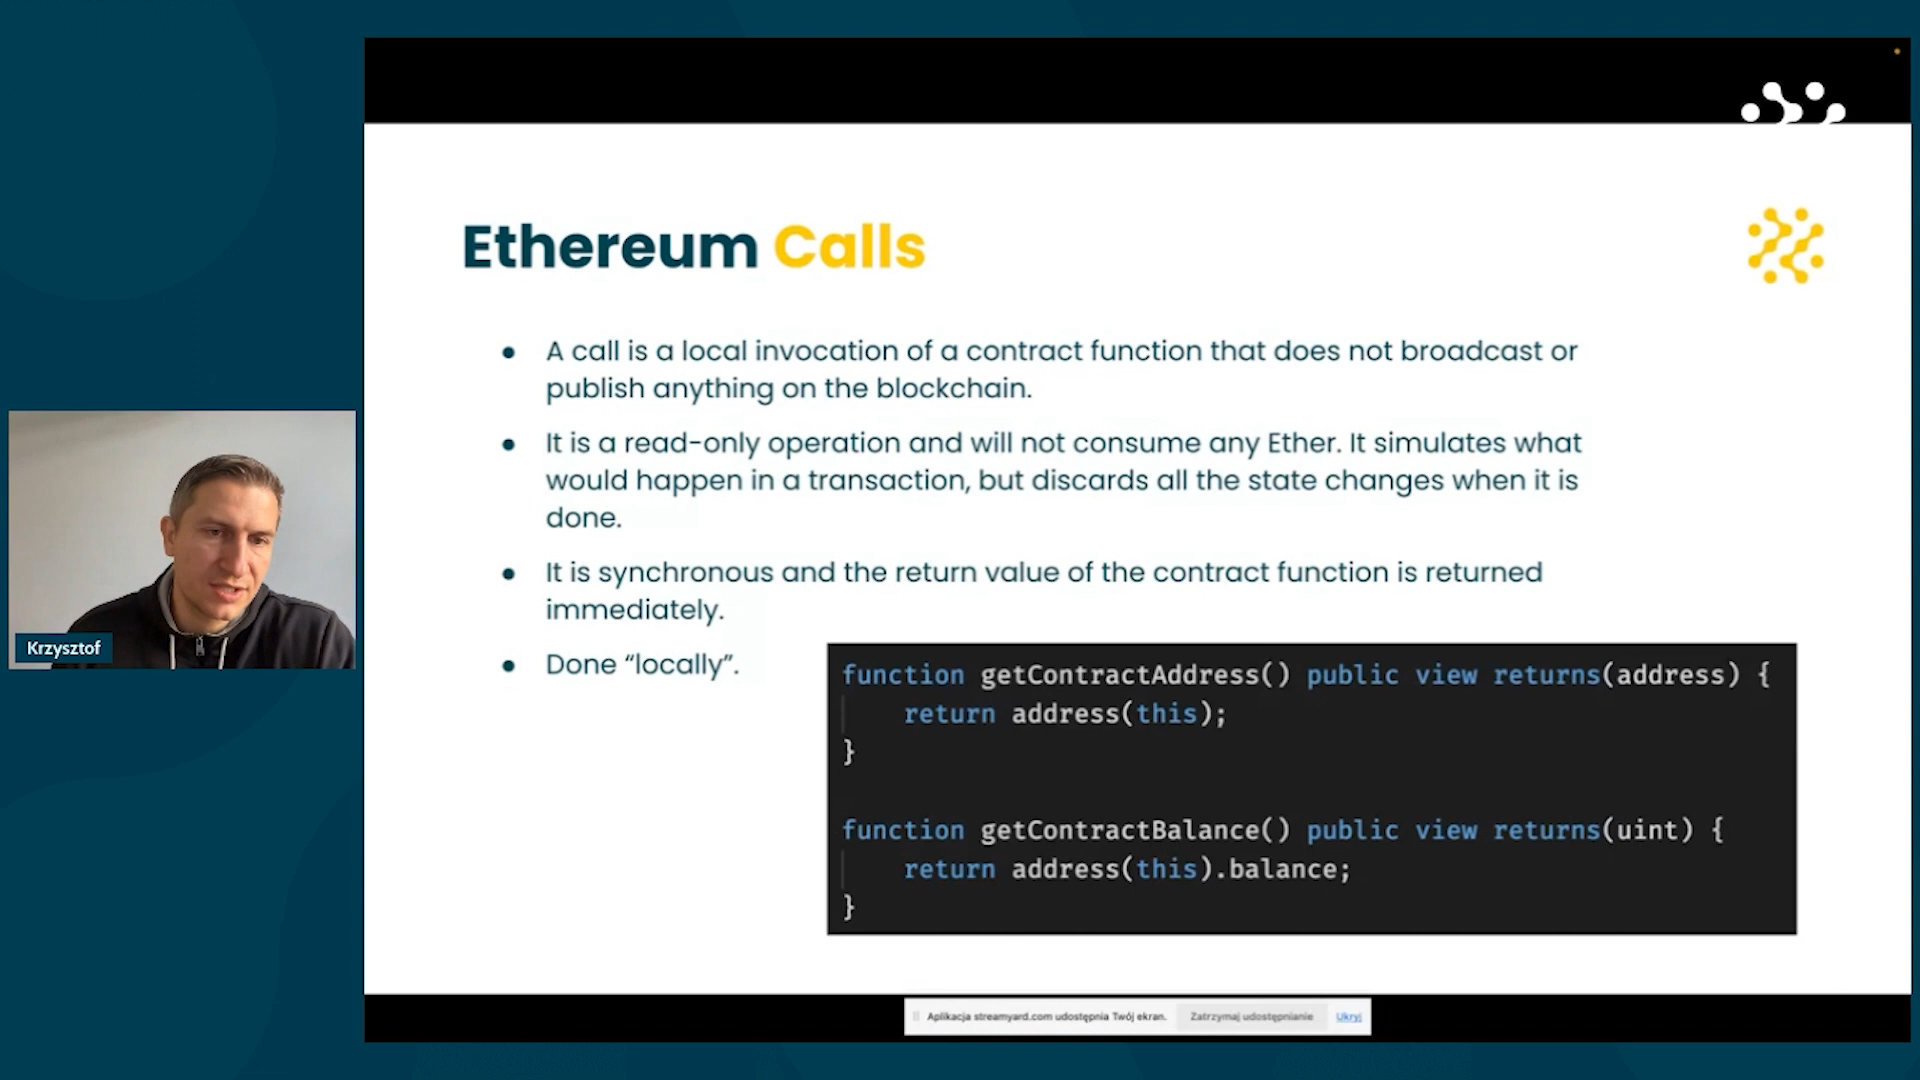 Ethereum Calls
● A call is a local invocation of a contract function that does not broadcast or
publish anything on the blockchain.
● It is a read-only operation and will not consume any Ether. It simulates what
would happen in a transaction, but discards all the state changes when it is
done.
● It is synchronous and the return value of the contract function is returned
immediately.
● Done “locally”.
function getContractAddress() public view returns(address) {
return address(this);
}
function getContractBalance() public view returns(uint) {
return address(this).balance;
}
Krzysztof
Aplikacja streamyard.com udostępnia Twój ekran. Zatrzymaj udostępnianie Ukryj